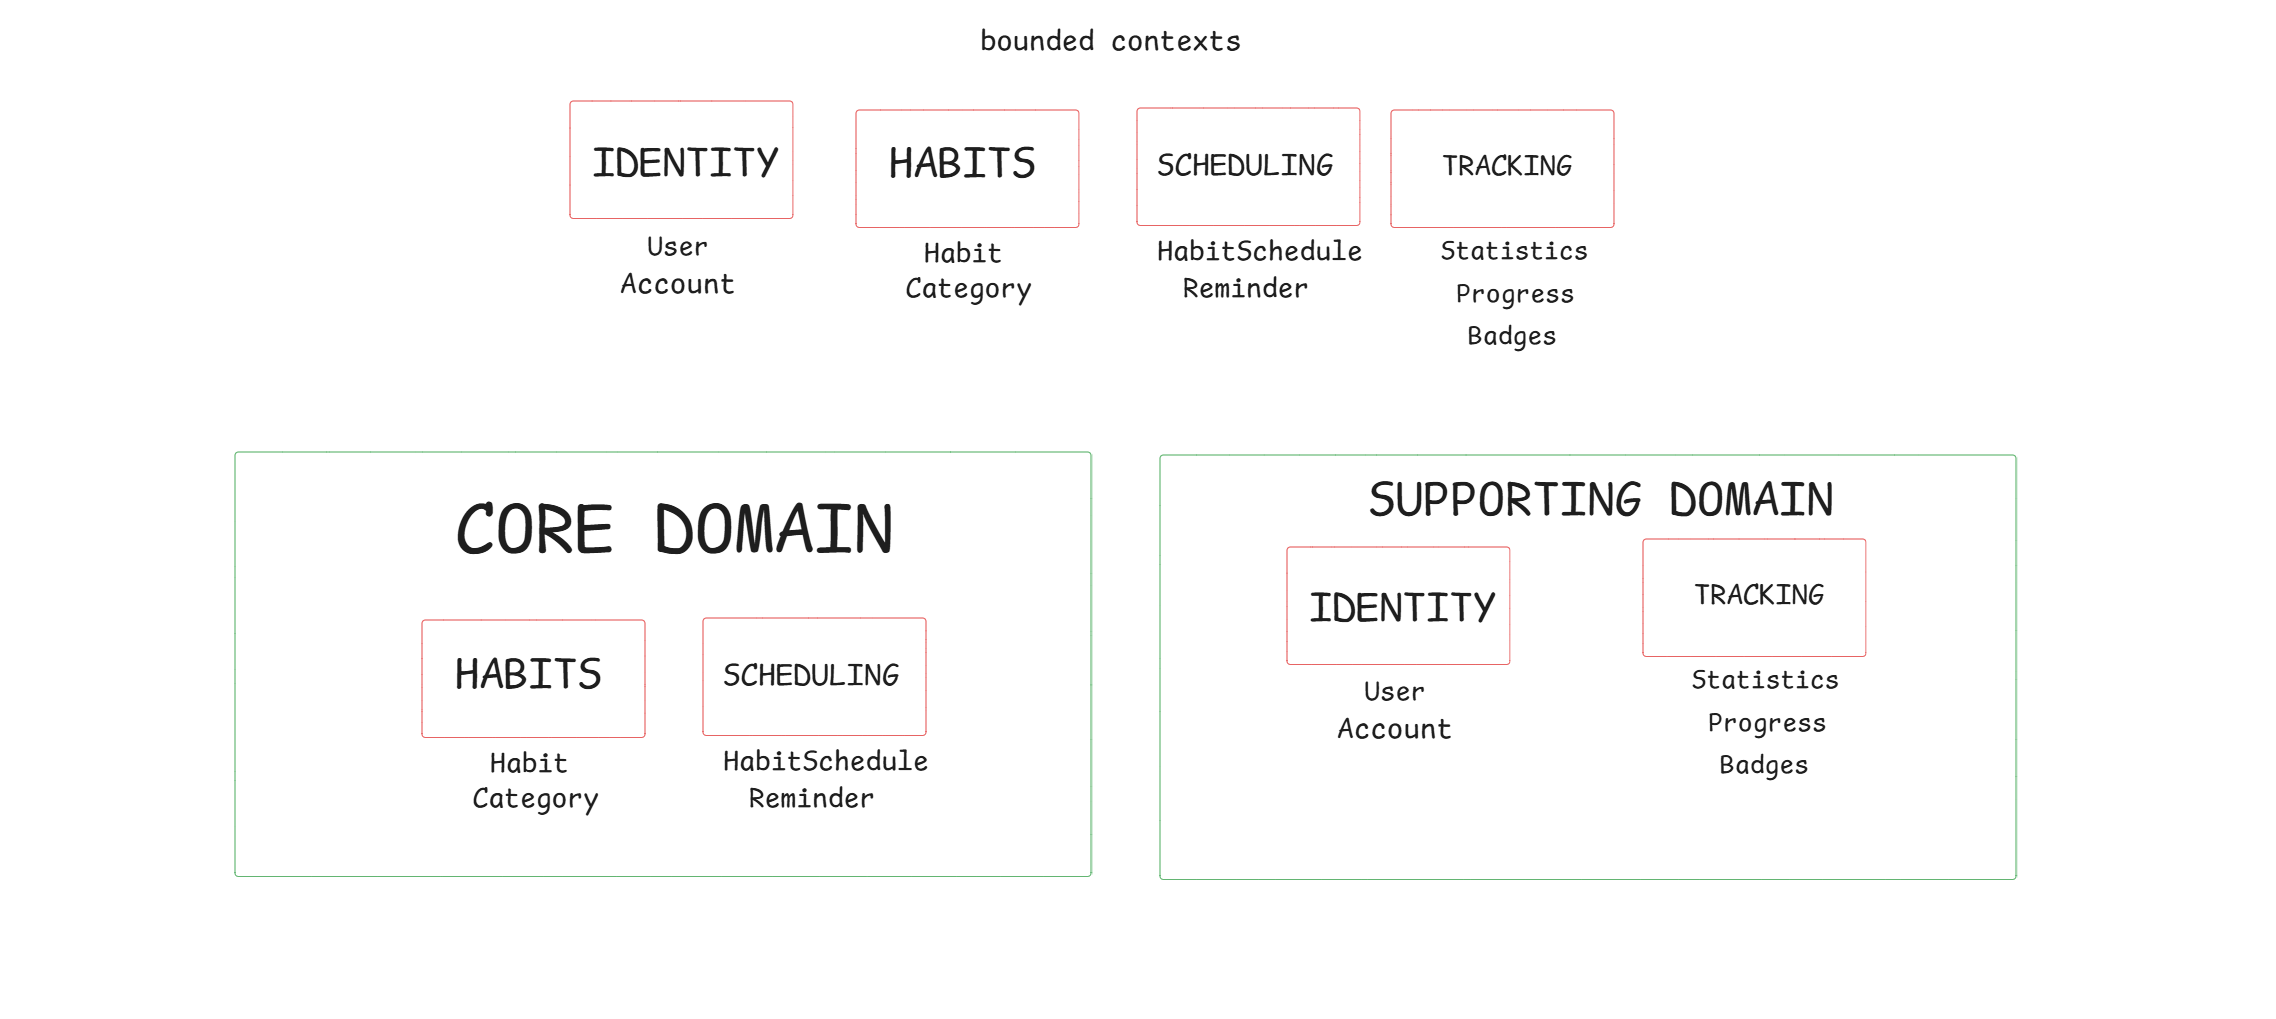 bounded contexts
IDENTITY
User
Account
HABITS
Habit
Category
SCHEDULING
HabitSchedule
Reminder
TRACKING
Statistics
Progress
Badges
CORE DOMAIN
HABITS
Habit
Category
SCHEDULING
HabitSchedule
Reminder
SUPPORTING DOMAIN
IDENTITY
User
Account
TRACKING
Statistics
Progress
Badges